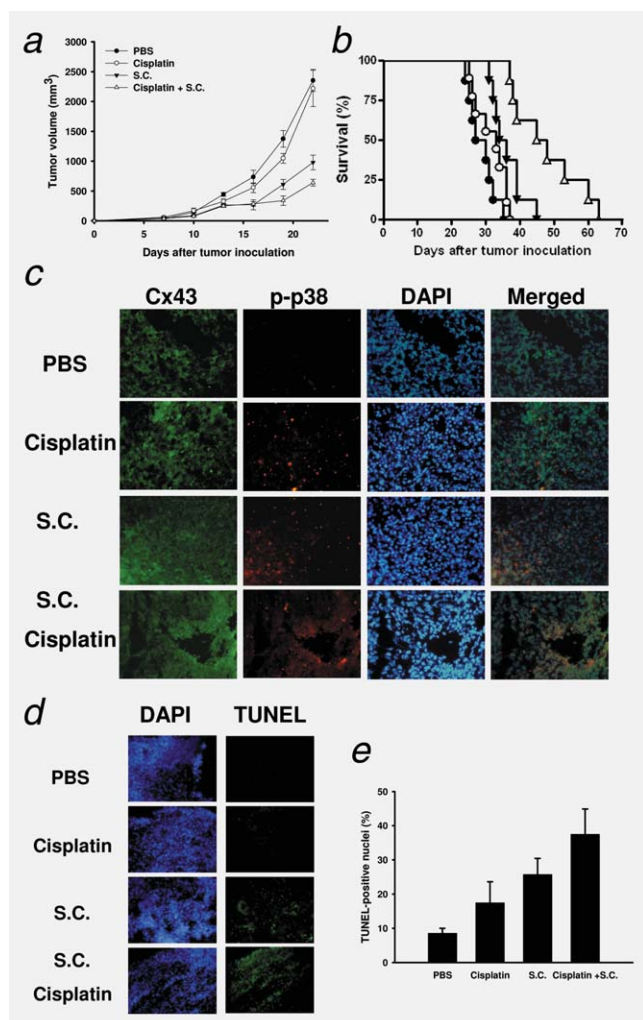 a
PBS
Cisplatin
S.C.
Cisplatin + S.C.
Tumor volume (mm3)
3000
2500
2000
1500
1000
500
0
0 5 10 15 20
Days after tumor inoculation
b
Survival (%)
100
75
50
25
0
0 10 20 30 40 50 60 70
Days after tumor inoculation
c
Cx43 p-p38 DAPI Merged
PBS
Cisplatin
S.C.
S.C.
Cisplatin
d
DAPI TUNEL
PBS
Cisplatin
S.C.
S.C.
Cisplatin
e
TUNEL-positive nuclei (%)
50
40
30
20
10
0
PBS Cisplatin S.C. Cisplatin +S.C.